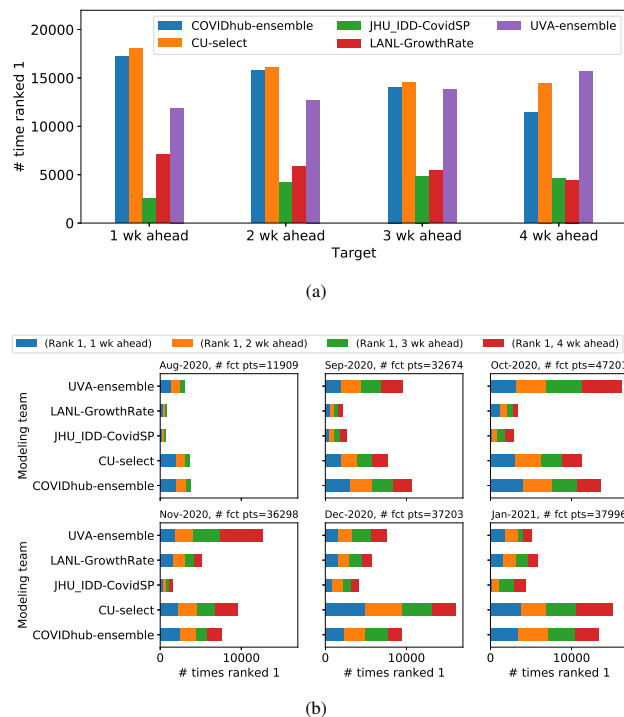 20000
15000
10000
5000
0
# time ranked 1
COVIDhub-ensemble
CU-select
JHU_IDD-CovidSP
LANL-GrowthRate
UVA-ensemble
1 wk ahead 2 wk ahead 3 wk ahead 4 wk ahead
Target
(a)
(Rank 1, 1 wk ahead) (Rank 1, 2 wk ahead) (Rank 1, 3 wk ahead) (Rank 1, 4 wk ahead)
Aug-2020, # fct pts=11909 Sep-2020, # fct pts=32674 Oct-2020, # fct pts=47201
Modeling team
UVA-ensemble
LANL-GrowthRate
JHU_IDD-CovidSP
CU-select
COVIDhub-ensemble
Nov-2020, # fct pts=36298 Dec-2020, # fct pts=37203 Jan-2021, # fct pts=37996
Modeling team
UVA-ensemble
LANL-GrowthRate
JHU_IDD-CovidSP
CU-select
COVIDhub-ensemble
0 10000 0 10000 0 10000
# times ranked 1 # times ranked 1 # times ranked 1
(b)